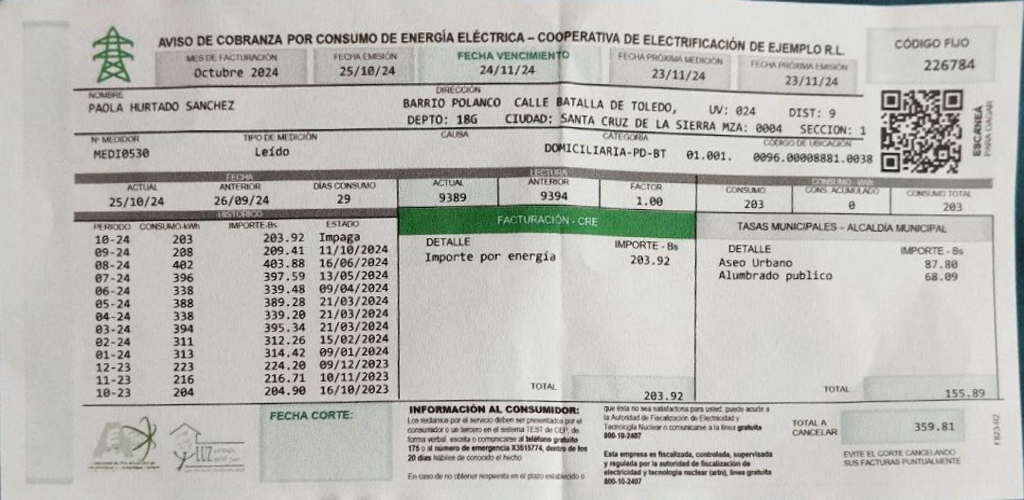 AVISO DE COBRANZA POR CONSUMO DE ENERGÍA ELÉCTRICA – COOPERATIVA DE ELECTRIFICACIÓN DE EJEMPLO R.L.
CÓDIGO FIJO
226784
MES DE FACTURACIÓN
Octubre 2024
FECHA EMISIÓN
25/10/24
FECHA VENCIMIENTO
24/11/24
FECHA PRÓXIMA MEDICIÓN
23/11/24
FECHA PRÓXIMA EMISIÓN
23/11/24
NOMBRE
PAOLA HURTADO SANCHEZ
DIRECCIÓN
BARRIO POLANCO CALLE BATALLA DE TOLEDO, UV: 024 DIST: 9
DEPTO: 18G CIUDAD: SANTA CRUZ DE LA SIERRA MZA: 0004 SECCION: 1
ESCANEA
PARA PAGAR
Nº MEDIDOR
MEDI0530
TIPO DE MEDICIÓN
Leído
CAUSA
CATEGORÍA
DOMICILIARIA-PD-BT
CÓDIGO DE UBICACIÓN
01.001. 0096.00008881.0038
FECHA
ACTUAL ANTERIOR DÍAS CONSUMO
25/10/24 26/09/24 29
LECTURA
ACTUAL ANTERIOR FACTOR
9389 9394 1.00
CONSUMO - kWh
CONSUMO CONS. ACUMULADO CONSUMO TOTAL
203 0 203
HISTÓRICO
PERIODO CONSUMO-kWh IMPORTE-Bs ESTADO
10-24 203 203.92 Impaga
09-24 208 209.41 11/10/2024
08-24 402 403.88 16/06/2024
07-24 396 397.59 13/05/2024
06-24 338 339.48 09/04/2024
05-24 388 389.28 21/03/2024
04-24 338 339.20 21/03/2024
03-24 394 395.34 21/03/2024
02-24 311 312.26 15/02/2024
01-24 313 314.42 09/01/2024
12-23 223 224.20 09/12/2023
11-23 216 216.71 10/11/2023
10-23 204 204.90 16/10/2023
FACTURACIÓN - CRE
DETALLE IMPORTE - Bs
Importe por energía 203.92
TOTAL 203.92
TASAS MUNICIPALES – ALCALDÍA MUNICIPAL
DETALLE IMPORTE - Bs
Aseo Urbano 87.80
Alumbrado publico 68.09
TOTAL 155.89
LUZ
FECHA CORTE:
INFORMACIÓN AL CONSUMIDOR:
Los reclamos por el servicio deben ser presentados por el
consumidor o un tercero en el sistema TEST de CEP, de
forma verbal, escrita o comunicarse al teléfono gratuito
175 o al número de emergencia X3515774, dentro de los
20 días hábiles de conocido el hecho
En caso de no obtener respuesta en el plazo establecido o
que ésta no sea satisfactoria para usted, puede acudir a
la Autoridad de Fiscalización de Electricidad y
Tecnología Nuclear o comunicarse a la línea gratuita
800-10-2407
Esta empresa es fiscalizada, controlada, supervisada
y regulada por la autoridad de fiscalización de
electricidad y tecnología nuclear (aetn), línea gratuita
800-10-2407
TOTAL A
CANCELAR
359.81
EVITE EL CORTE CANCELANDO
SUS FACTURAS PUNTUALMENTE